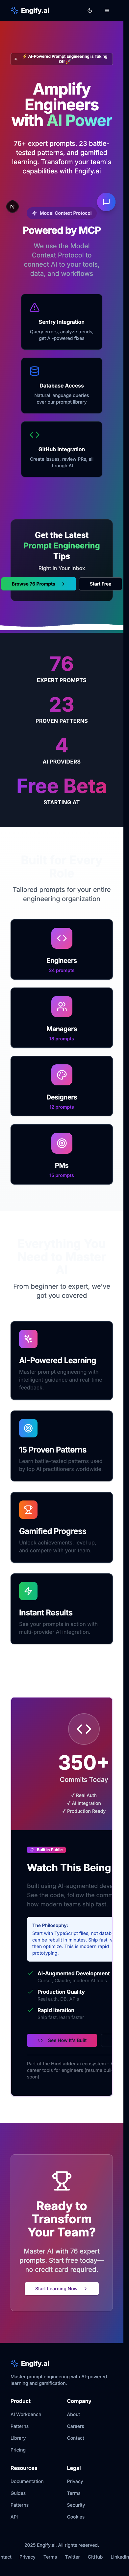 Engify.ai
⚡ AI-Powered Prompt Engineering is Taking
Off 🚀
Amplify
Engineers
with AI Power
76+ expert prompts, 23 battle-
tested patterns, and gamified
learning. Transform your team's
capabilities with Engify.ai.
N
Model Context Protocol
Powered by MCP
We use the Model
Context Protocol to
connect AI to your tools,
data, and workflows
Sentry Integration
Query errors, analyze trends,
get AI-powered fixes
Database Access
Natural language queries
over our prompt library
GitHub Integration
Create issues, review PRs, all
through AI
Get the Latest
Prompt Engineering
Tips
Right in Your Inbox
Browse 76 Prompts
Start Free
76
EXPERT PROMPTS
23
PROVEN PATTERNS
4
AI PROVIDERS
Free Beta
STARTING AT
Built for Every
Role
Tailored prompts for your entire
engineering organization
Engineers
24 prompts
Managers
18 prompts
Designers
12 prompts
PMs
15 prompts
Everything You
Need to Master
AI
From beginner to expert, we've
got you covered
AI-Powered Learning
Master prompt engineering with
intelligent guidance and real-time
feedback.
15 Proven Patterns
Learn battle-tested patterns used
by top AI practitioners worldwide.
Gamified Progress
Unlock achievements, level up,
and compete with your team.
Instant Results
See your prompts in action with
multi-provider AI integration.
350+
Commits Today
✓ Real Auth
✓ AI Integration
✓ Production Ready
Built in Public
Watch This Being
Built using AI-augmented deve
See the code, follow the comm
how modern teams ship fast.
The Philosophy:
Start with TypeScript files, not datab
can be rebuilt in minutes. Ship fast, v
then optimize. This is modern rapid
prototyping.
AI-Augmented Development
Cursor, Claude, modern AI tools
Production Quality
Real auth, DB, APIs
Rapid Iteration
Ship fast, learn faster
See How It's Built
Part of the HireLadder.ai ecosystem -
career tools for engineers (resume buil
soon)
Ready to
Transform
Your Team?
Master AI with 76 expert
prompts. Start free today—
no credit card required.
Start Learning Now
Engify.ai
Master prompt engineering with AI-powered
learning and gamification.
Product
Company
AI Workbench
About
Patterns
Careers
Library
Contact
Pricing
Resources
Legal
Documentation
Privacy
Guides
Terms
Patterns
Security
API
Cookies
2025 Engify.ai. All rights reserved.
ntact
Privacy
Terms
Twitter
GitHub
LinkedIn